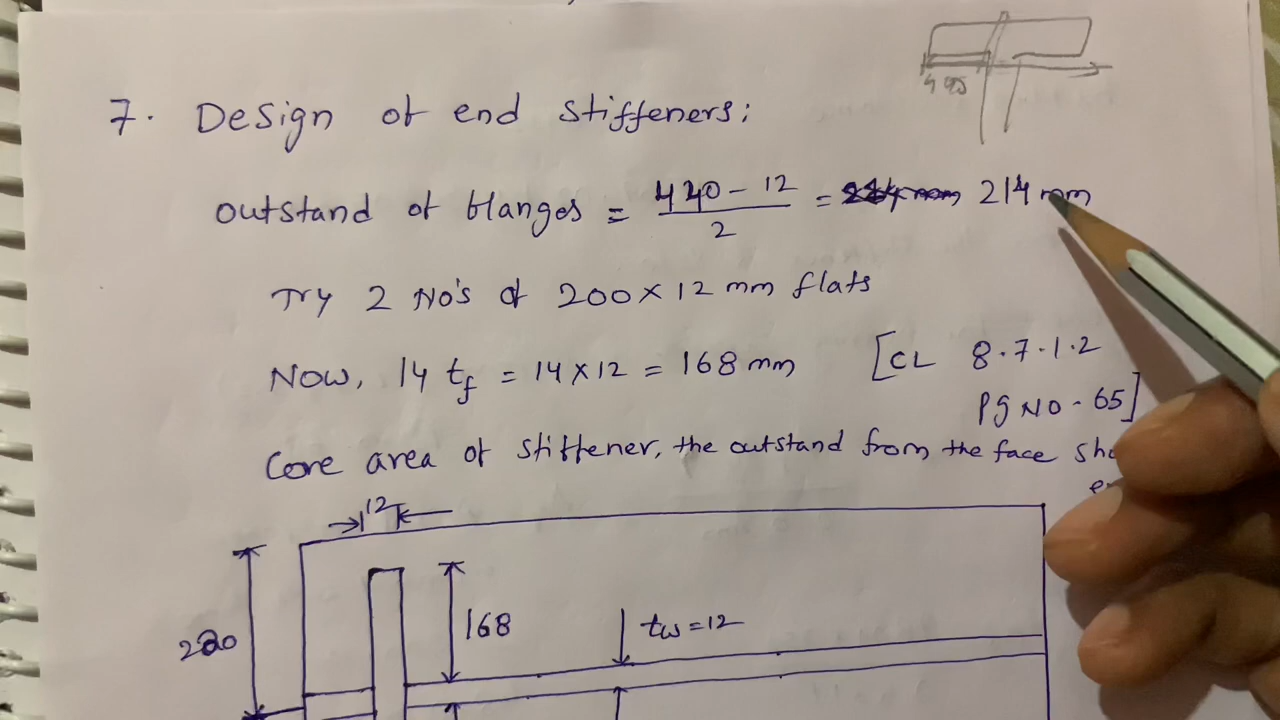 7. Design of end stiffeners:
Outstand of flanges = 440 - 12 / 2 = 214 mm
Try 2 No's of 200 x 12 mm flats
Now, 14 tf = 14 x 12 = 168 mm [CL 8.7.1.2
Pg NO - 65]
Core area of stiffener, the outstand from the face
12
168
tw = 12